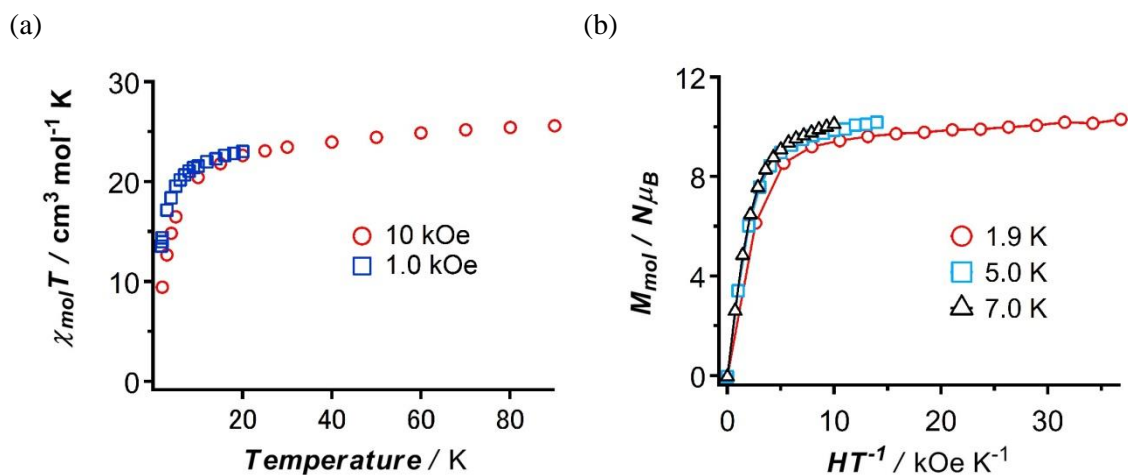 (a)
(b)
χmolT / cm³ mol⁻¹ K
30
20
10
0
10 kOe
1.0 kOe
20
40
60
80
Temperature / K
Mmol / NμB
12
8
4
0
1.9 K
5.0 K
7.0 K
0
10
20
30
HT⁻¹ / kOe K⁻¹